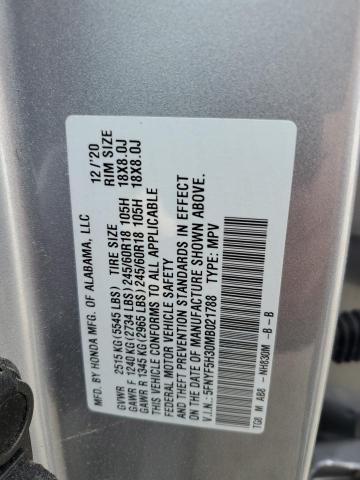 MFD. BY HONDA MFG. OF ALABAMA, LLC 12/'20
GVWR 2515 KG (5545 LBS) TIRE SIZE RIM SIZE
GAWR F 1240 KG (2734 LBS) 245/60R18 105H 18X8.0J
GAWR R 1345 KG (2965 LBS) 245/60R18 105H 18X8.0J
THIS VEHICLE CONFORMS TO ALL APPLICABLE
FEDERAL MOTOR VEHICLE SAFETY
AND THEFT PREVENTION STANDARDS IN EFFECT
ON THE DATE OF MANUFACTURE SHOWN ABOVE.
V.I.N.: 5FNYF5H30MB021788 TYPE: MPV
TG8 M AB8 -NH830M -B -B